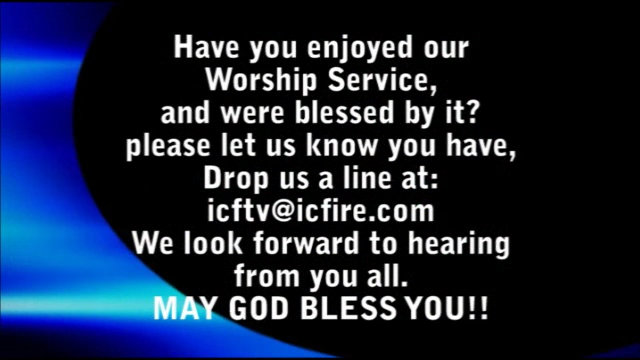 Have you enjoyed our
Worship Service,
and were blessed by it?
please let us know you have,
Drop us a line at:
icftv@icfire.com
We look forward to hearing
from you all.
MAY GOD BLESS YOU!!